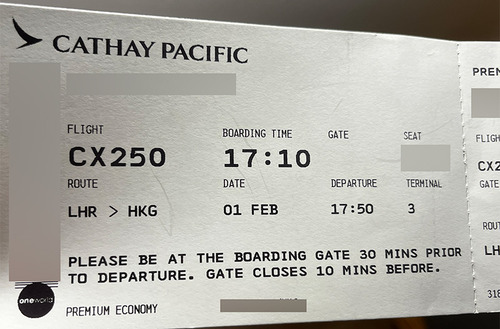 CATHAY PACIFIC
PREM
FLIGHT BOARDING TIME GATE SEAT
FLIGH
CX250 17:10
CX2
ROUTE DATE DEPARTURE TERMINAL
GATE
LHR > HKG 01 FEB 17:50 3
ROUT
LH
PLEASE BE AT THE BOARDING GATE 30 MINS PRIOR
TO DEPARTURE. GATE CLOSES 10 MINS BEFORE.
oneworld
PREMIUM ECONOMY
318